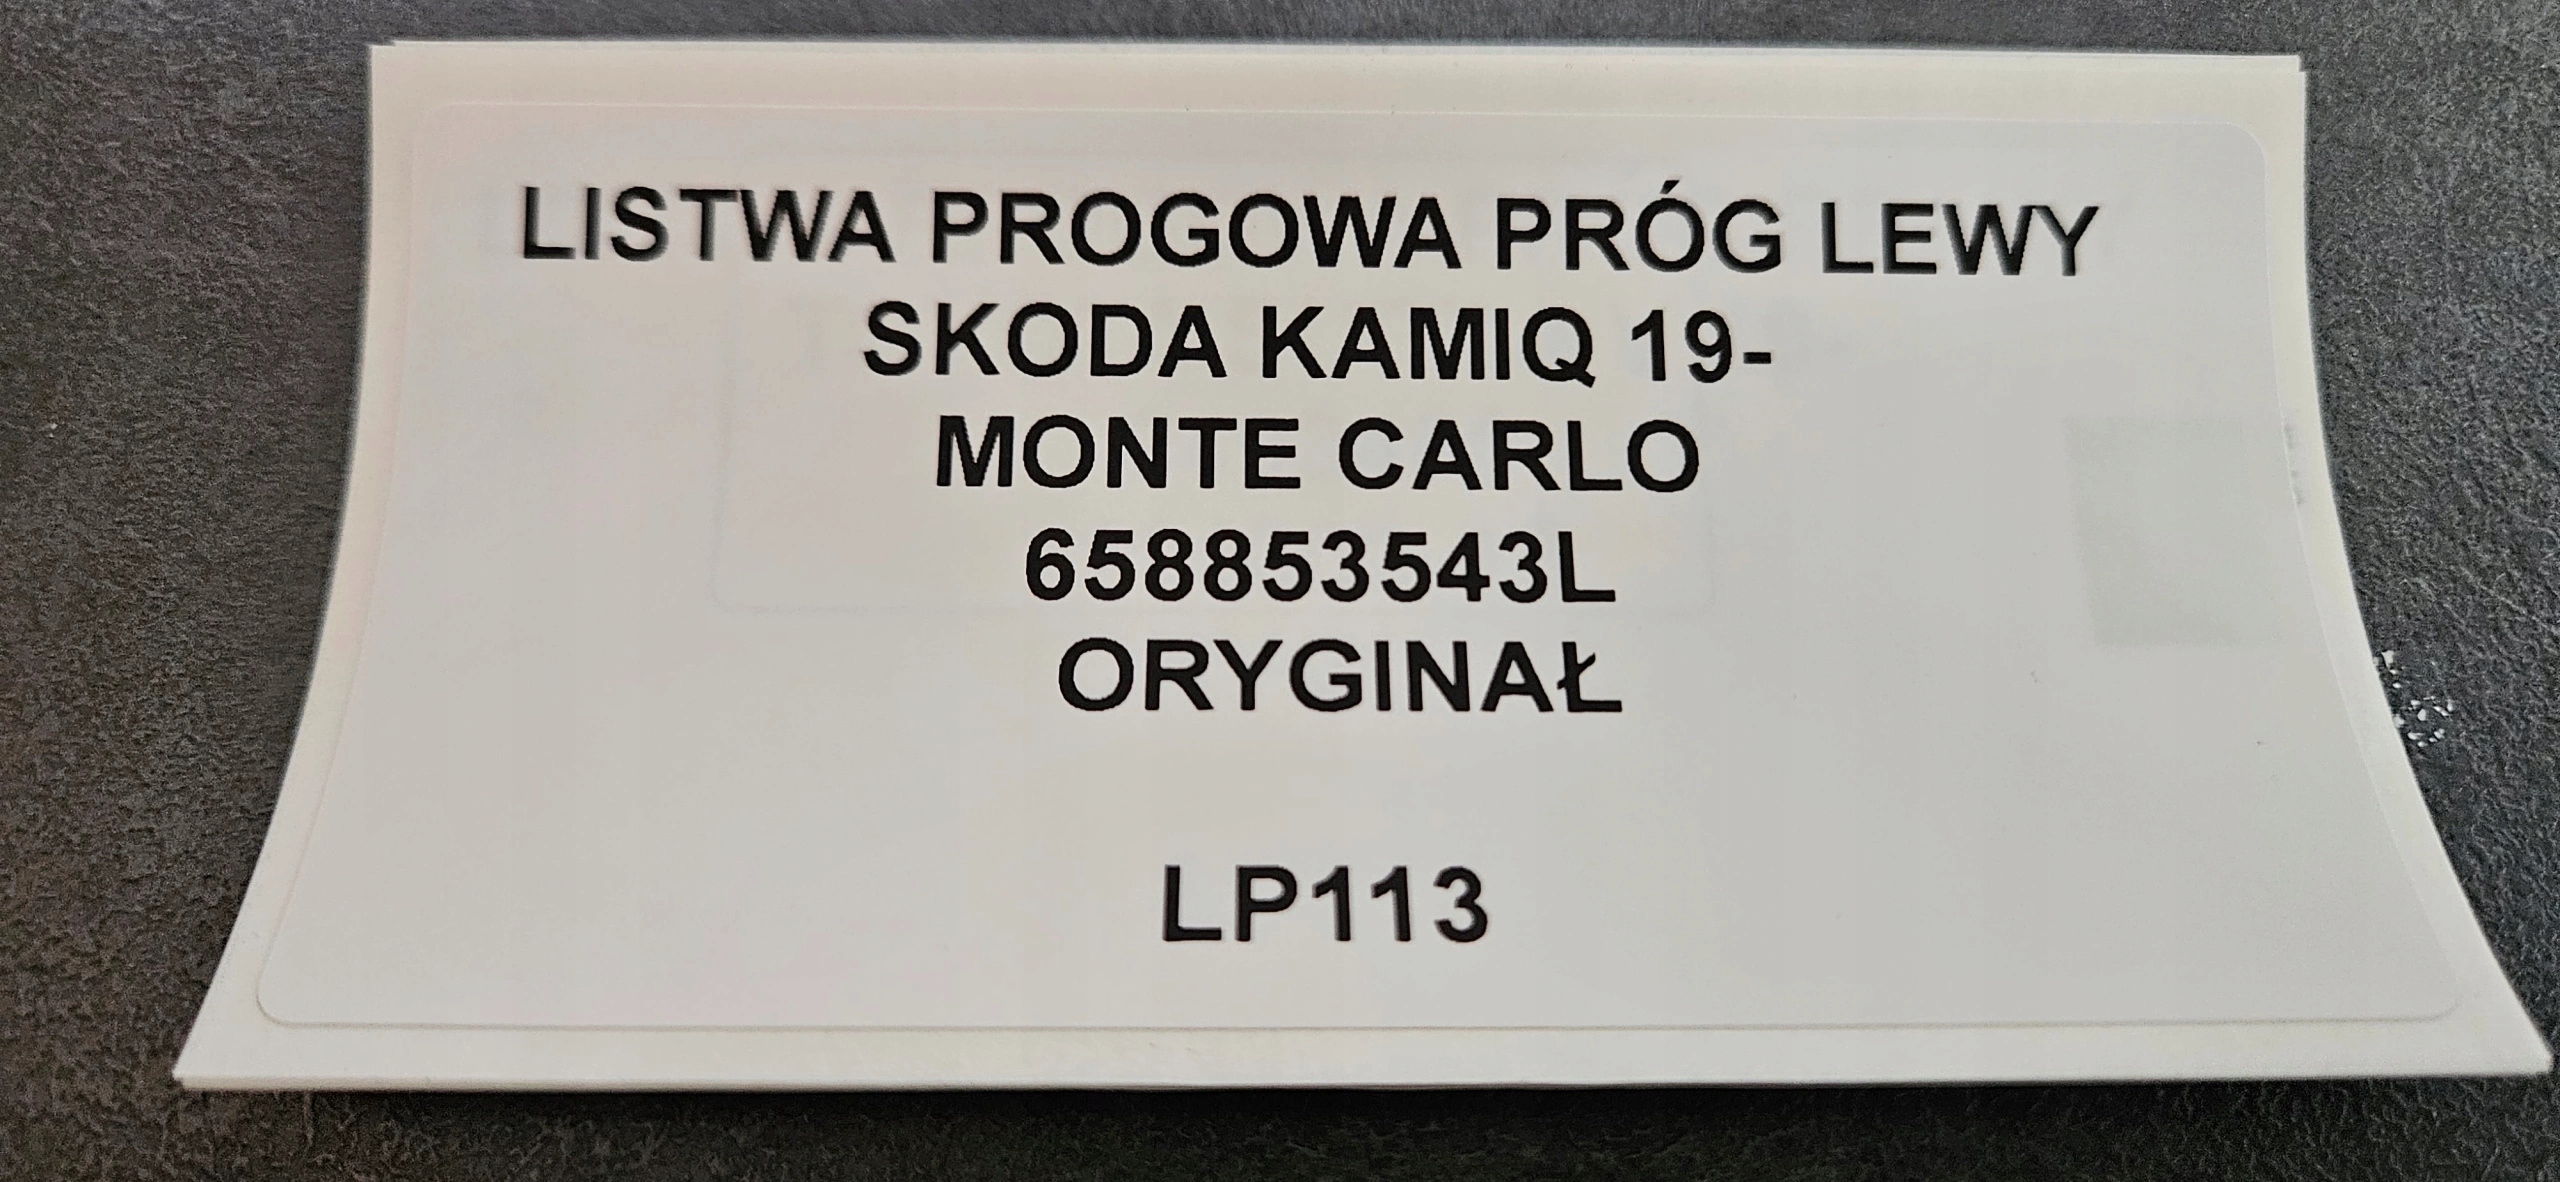 LISTWA PROGOWA PRÓG LEWY
SKODA KAMIQ 19-
MONTE CARLO
658853543L
ORYGINAŁ
LP113